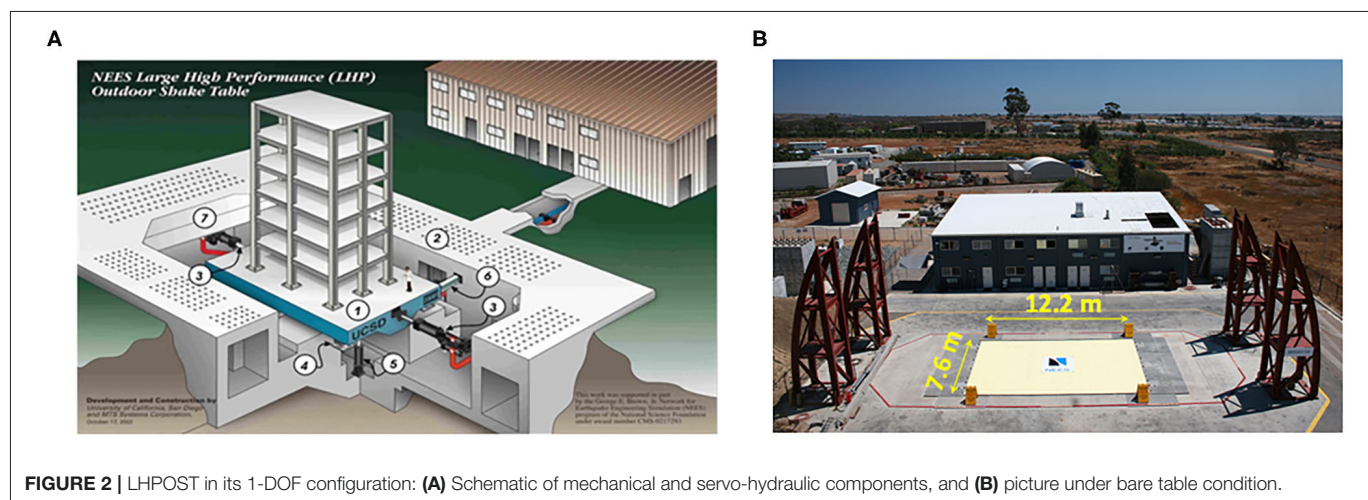 A
B
NEES Large High Performance (LHP)
Outdoor Shake Table
7
2
3
6
1
3
UCSD
4
5
Development and Construction by
University of California, San Diego
and MTS Systems Corporation.
October 17, 2002
This work was supported in part
by the George E. Brown, Jr. Network for
Earthquake Engineering Simulation (NEES)
program of the National Science Foundation
under award number CMS-0217293.
12.2 m
7.6 m
FIGURE 2 | LHPOST in its 1-DOF configuration: (A) Schematic of mechanical and servo-hydraulic components, and (B) picture under bare table condition.